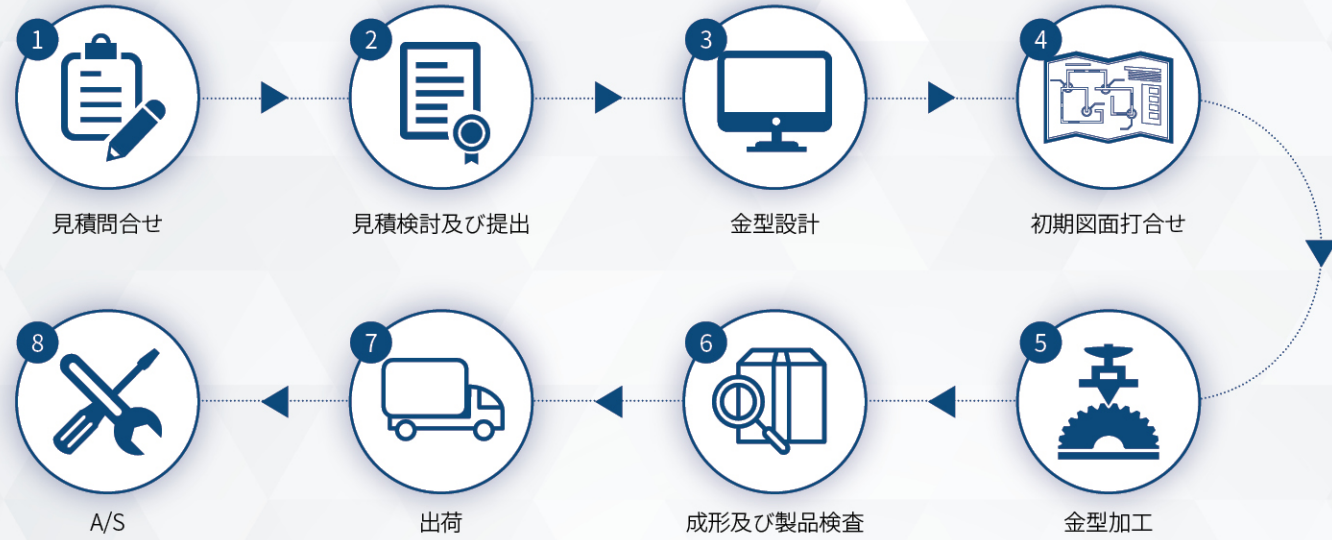 1
見積問合せ
2
見積検討及び提出
3
金型設計
4
初期図面打合せ
5
金型加工
6
成形及び製品検査
7
出荷
8
A/S